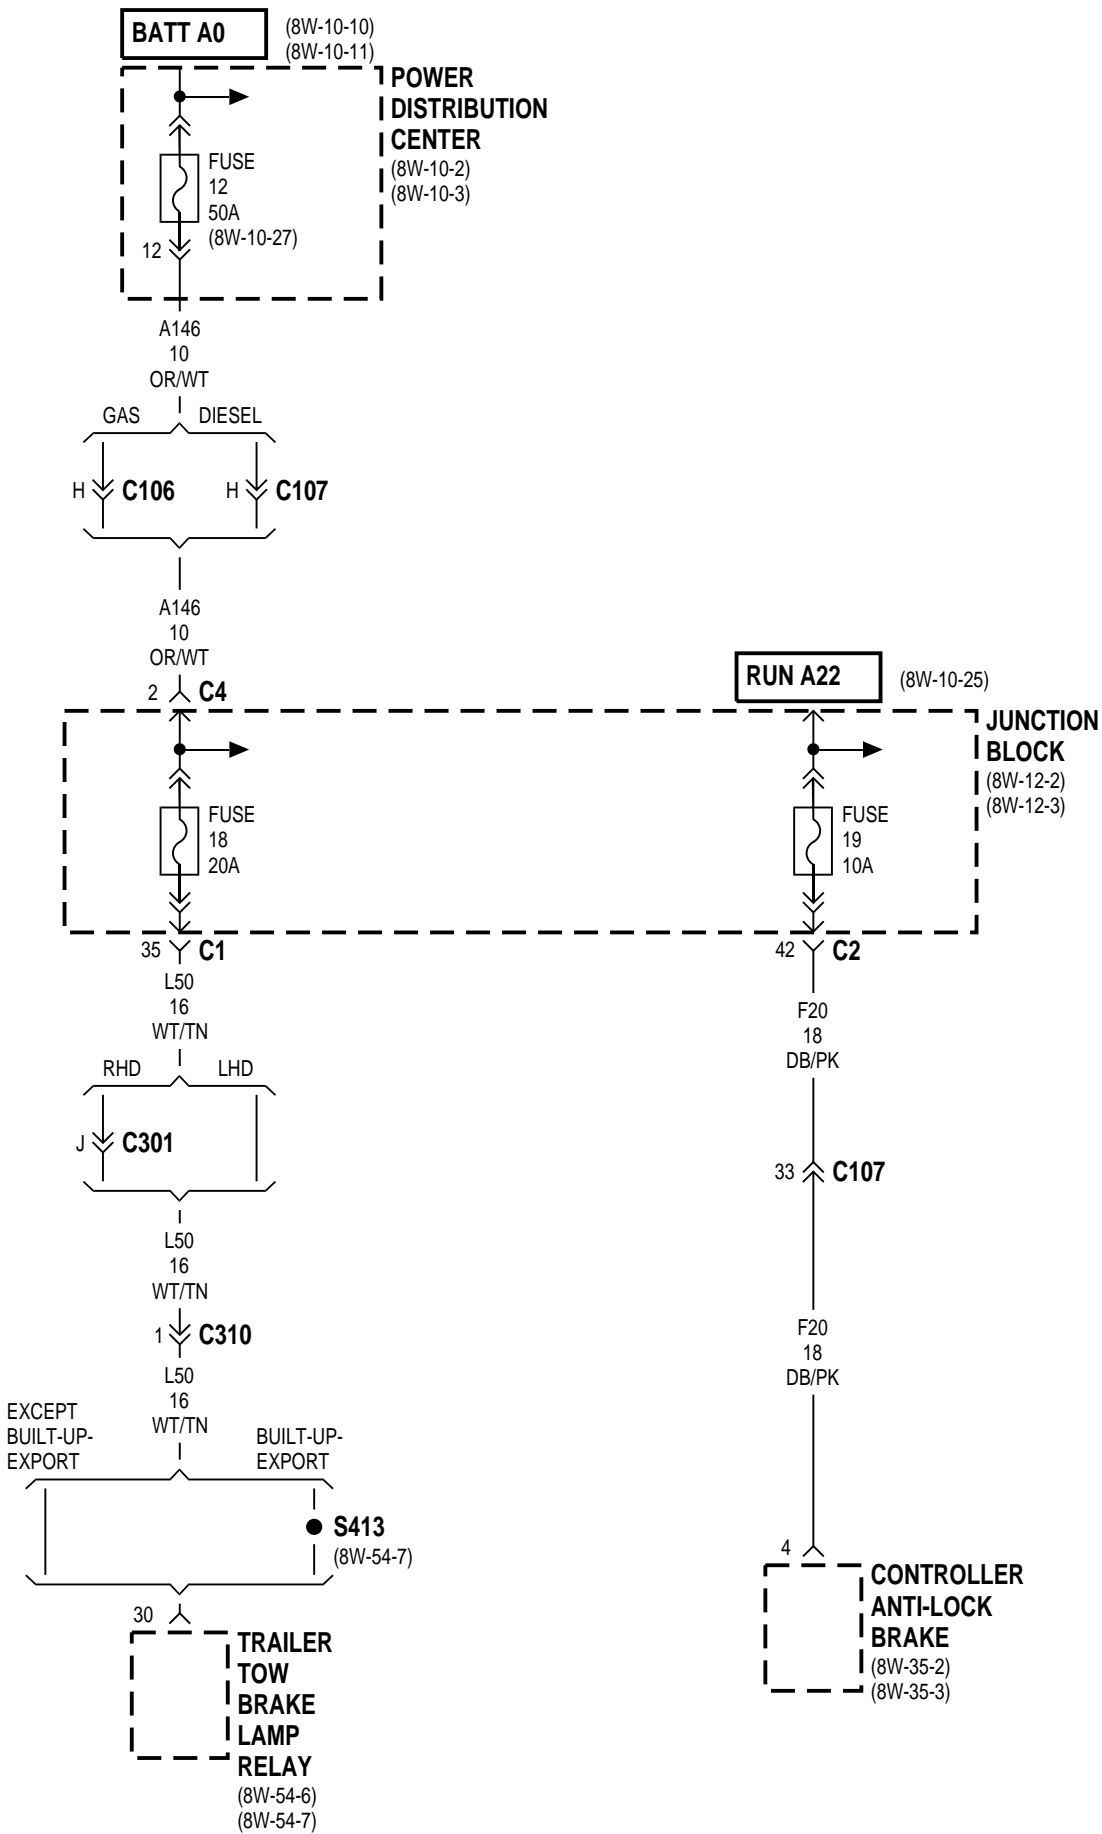 BATT A0
(8W-10-10)
(8W-10-11)
POWER
DISTRIBUTION
CENTER
(8W-10-2)
(8W-10-3)
FUSE
12
50A
(8W-10-27)
12
A146
10
OR/WT
GAS DIESEL
H C106 H C107
A146
10
OR/WT
2 C4
RUN A22 (8W-10-25)
JUNCTION
BLOCK
(8W-12-2)
(8W-12-3)
FUSE
18
20A
FUSE
19
10A
35 C1
42 C2
L50
16
WT/TN
F20
18
DB/PK
RHD LHD
J C301
33 C107
L50
16
WT/TN
1 C310
F20
18
DB/PK
L50
16
WT/TN
EXCEPT
BUILT-UP-
EXPORT
BUILT-UP-
EXPORT
S413
(8W-54-7)
4
CONTROLLER
ANTI-LOCK
BRAKE
(8W-35-2)
(8W-35-3)
30
TRAILER
TOW
BRAKE
LAMP
RELAY
(8W-54-6)
(8W-54-7)